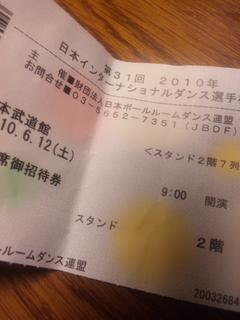 第31回 2010年
日本インターナショナルダンス選手
主 催■財団法人日本ボールルームダンス連盟
お問合せ■03-5652-7351(JBDF)
本武道館
<スタンド2階7列
10.6.12(土)
9:00 開演
席御招待券
スタンド 2階
ールルームダンス連盟
20032684